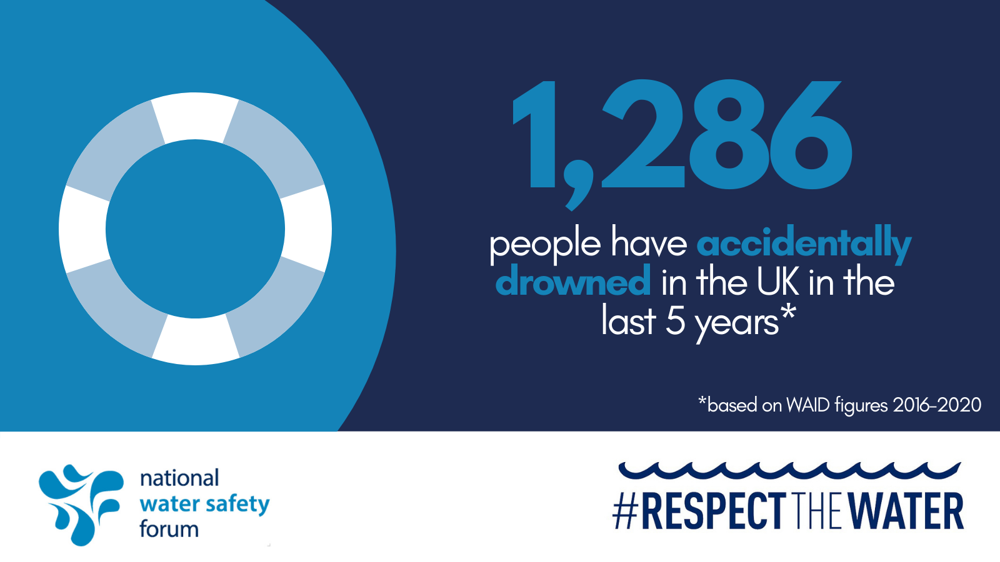 1,286
people have accidentally
drowned in the UK in the
last 5 years*
*based on WAID figures 2016-2020
national
water safety
forum
#RESPECTTHEWATER